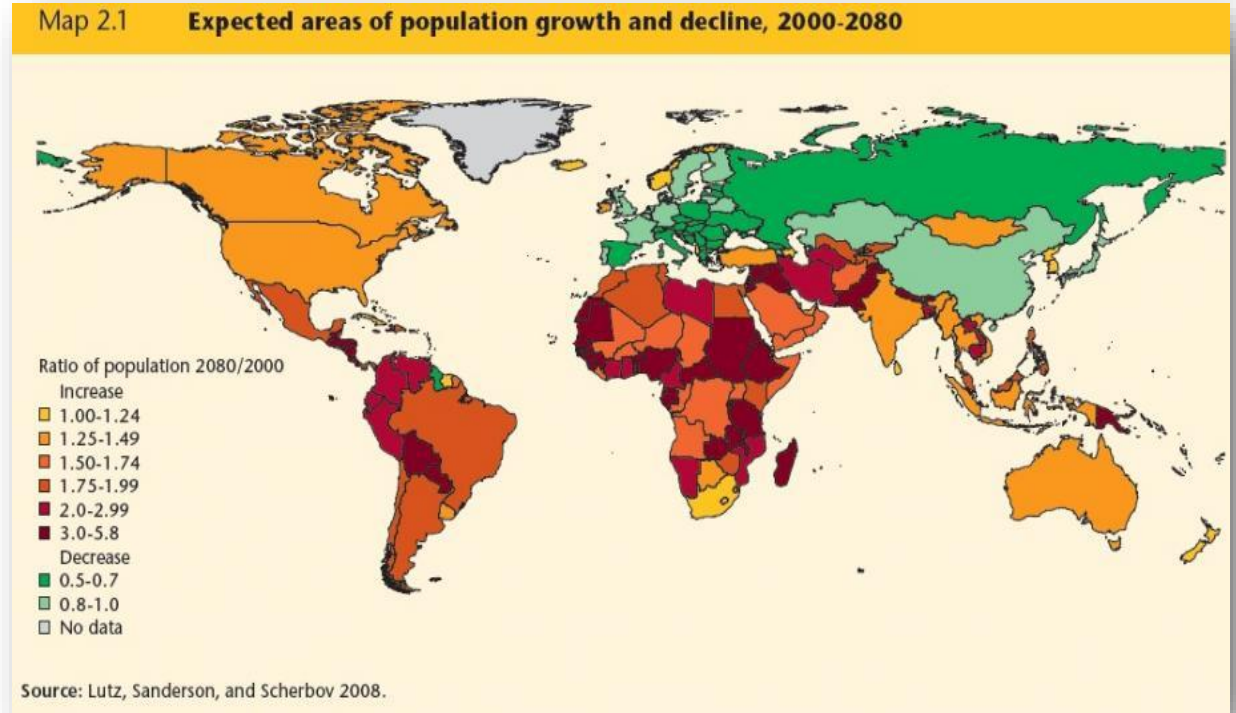 Map 2.1 Expected areas of population growth and decline, 2000-2080
Ratio of population 2080/2000
Increase
1.00-1.24
1.25-1.49
1.50-1.74
1.75-1.99
2.0-2.99
3.0-5.8
Decrease
0.5-0.7
0.8-1.0
No data
Source: Lutz, Sanderson, and Scherbov 2008.